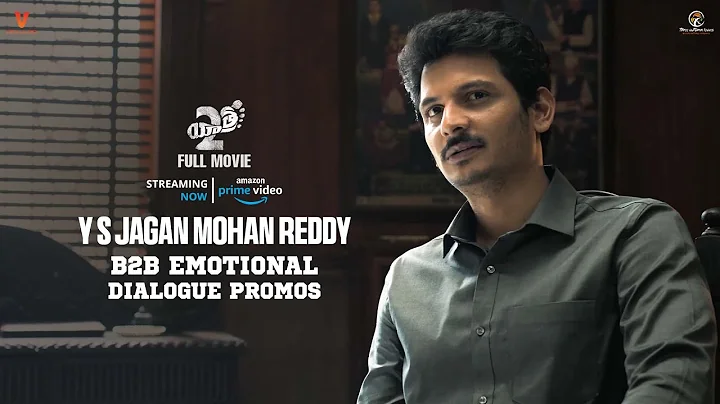 యాత్ర
2
FULL MOVIE
STREAMING NOW
amazon
prime video
Y S JAGAN MOHAN REDDY
B2B EMOTIONAL
DIALOGUE PROMOS